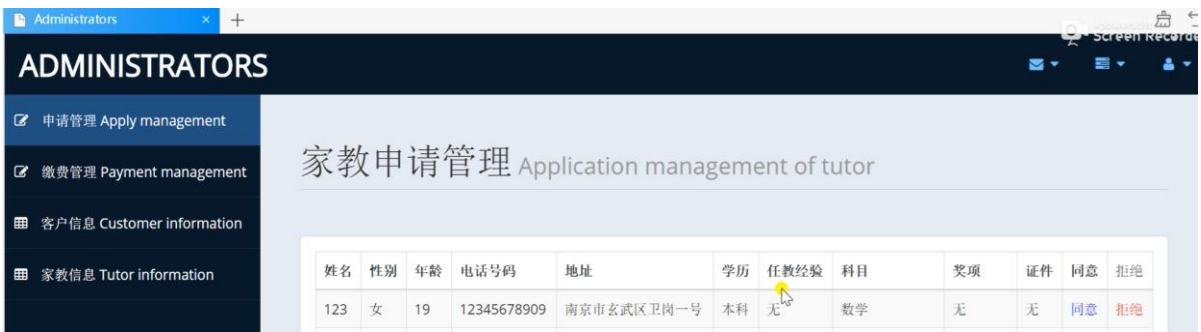 Administrators
Screen Recorde
ADMINISTRATORS
申请管理 Apply management
缴费管理 Payment management
客户信息 Customer information
家教信息 Tutor information
家教申请管理 Application management of tutor
姓名 性别 年龄 电话号码 地址 学历 任教经验 科目 奖项 证件 同意 拒绝
123 女 19 12345678909 南京市玄武区卫岗一号 本科 无 数学 无 无 同意 拒绝